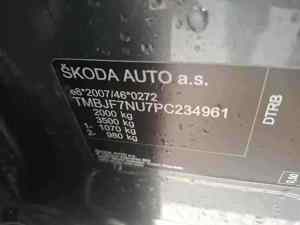 ŠKODA AUTO a.s.
e8*2007/46*0272
TMBJF7NU7PC234961
2000 kg
3500 kg
1. 1070 kg
2. 980 kg
DTRB